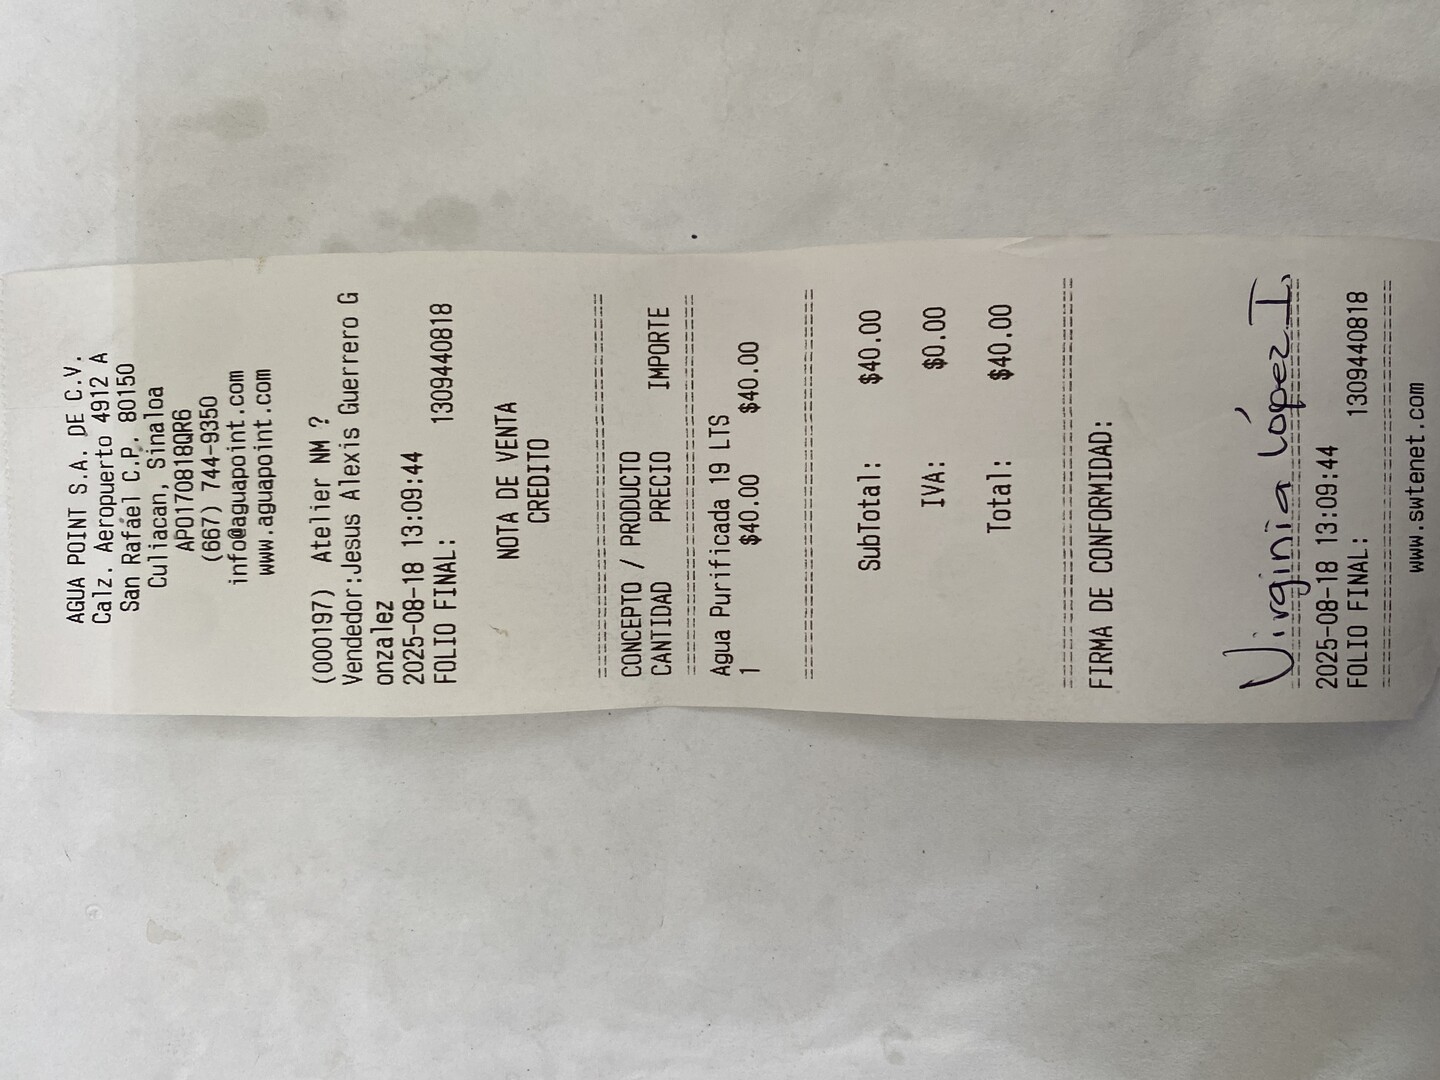 AGUA POINT S.A. DE C.V.
Calz. Aeropuerto 4912 A
San Rafael C.P. 80150
Culiacan, Sinaloa
APO170818QR6
(667) 744-9350
info@aguapoint.com
www.aguapoint.com
(000197) Atelier NM ?
Vendedor:Jesus Alexis Guerrero G
onzalez
2025-08-18 13:09:44
FOLIO FINAL: 1309440818
NOTA DE VENTA
CREDITO
================================
CONCEPTO / PRODUCTO
CANTIDAD PRECIO IMPORTE
================================
Agua Purificada 19 LTS
1 $40.00 $40.00
================================
SubTotal: $40.00
IVA: $0.00
Total: $40.00
================================
FIRMA DE CONFORMIDAD:
Virginia López I.
================================
2025-08-18 13:09:44
FOLIO FINAL: 1309440818
================================
www.swtenet.com